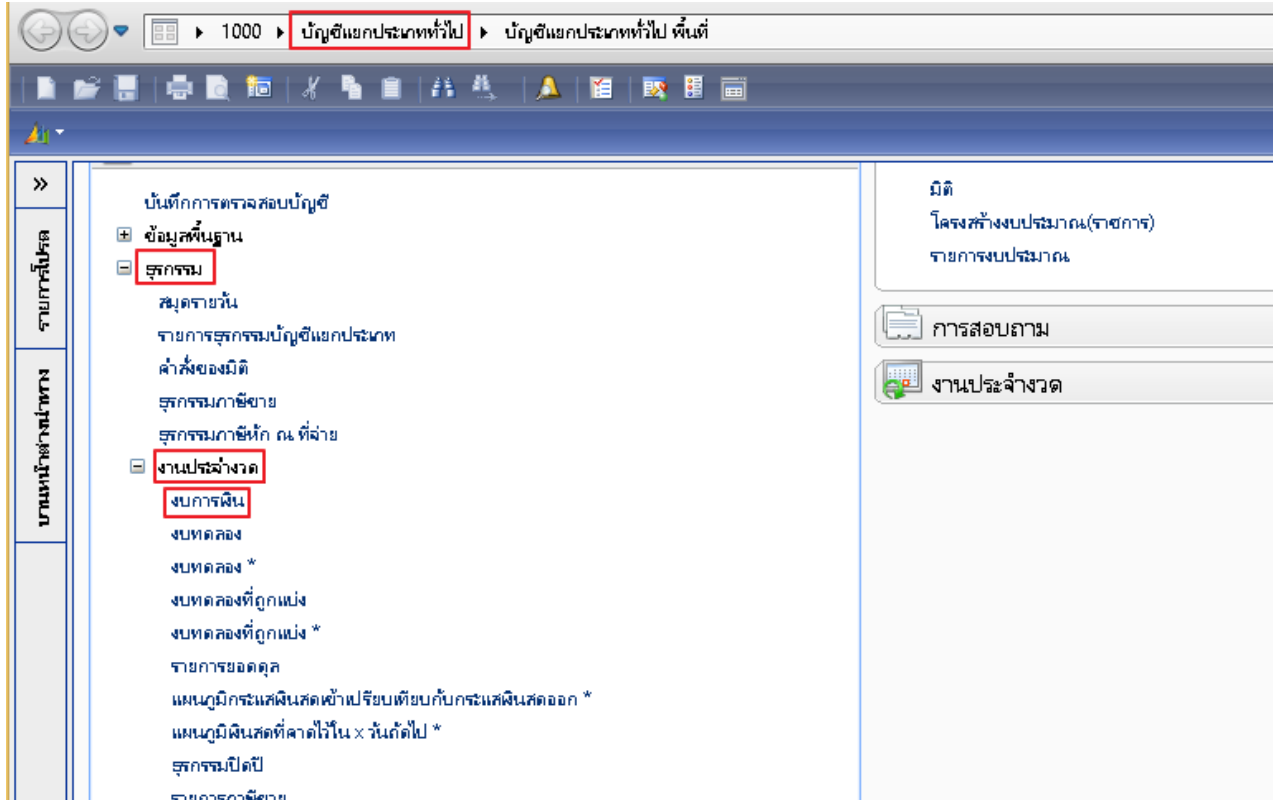 1000 บัญชีแยกประเภททั่วไป บัญชีแยกประเภททั่วไป พื้นที่
»
รายการโปรด
บานหน้าต่างนำทาง
บันทึกการตรวจสอบบัญชี
ข้อมูลพื้นฐาน
ธุรกรรม
สมุดรายวัน
รายการธุรกรรมบัญชีแยกประเภท
คำสั่งของมิติ
ธุรกรรมภาษีขาย
ธุรกรรมภาษีหัก ณ ที่จ่าย
งานประจำงวด
งบการเงิน
งบทดลอง
งบทดลอง *
งบทดลองที่ถูกแบ่ง
งบทดลองที่ถูกแบ่ง *
รายการยอดดุล
แผนภูมิกระแสเงินสดเข้าเปรียบเทียบกับกระแสเงินสดออก *
แผนภูมิเงินสดที่คาดไว้ใน x วันถัดไป *
ธุรกรรมปิดปี
รายการภาษีขาย
มิติ
โครงสร้างงบประมาณ(ราชการ)
รายการงบประมาณ
การสอบถาม
งานประจำงวด